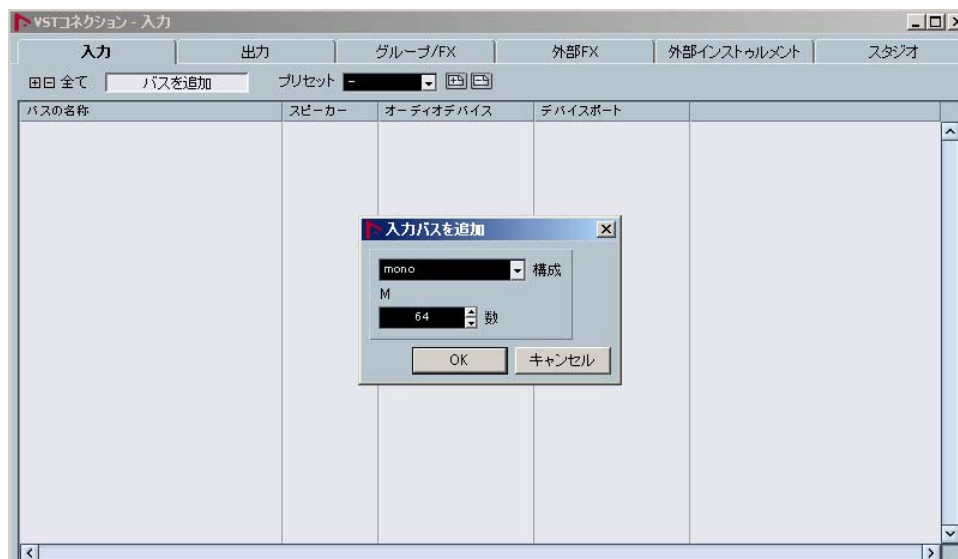 VSTコネクション - 入力
入力 出力 グループ/FX 外部FX 外部インストゥルメント スタジオ
全て バスを追加 プリセット -
バスの名称 スピーカー オーディオデバイス デバイスポート
入力バスを追加
mono 構成
M
64 数
OK キャンセル